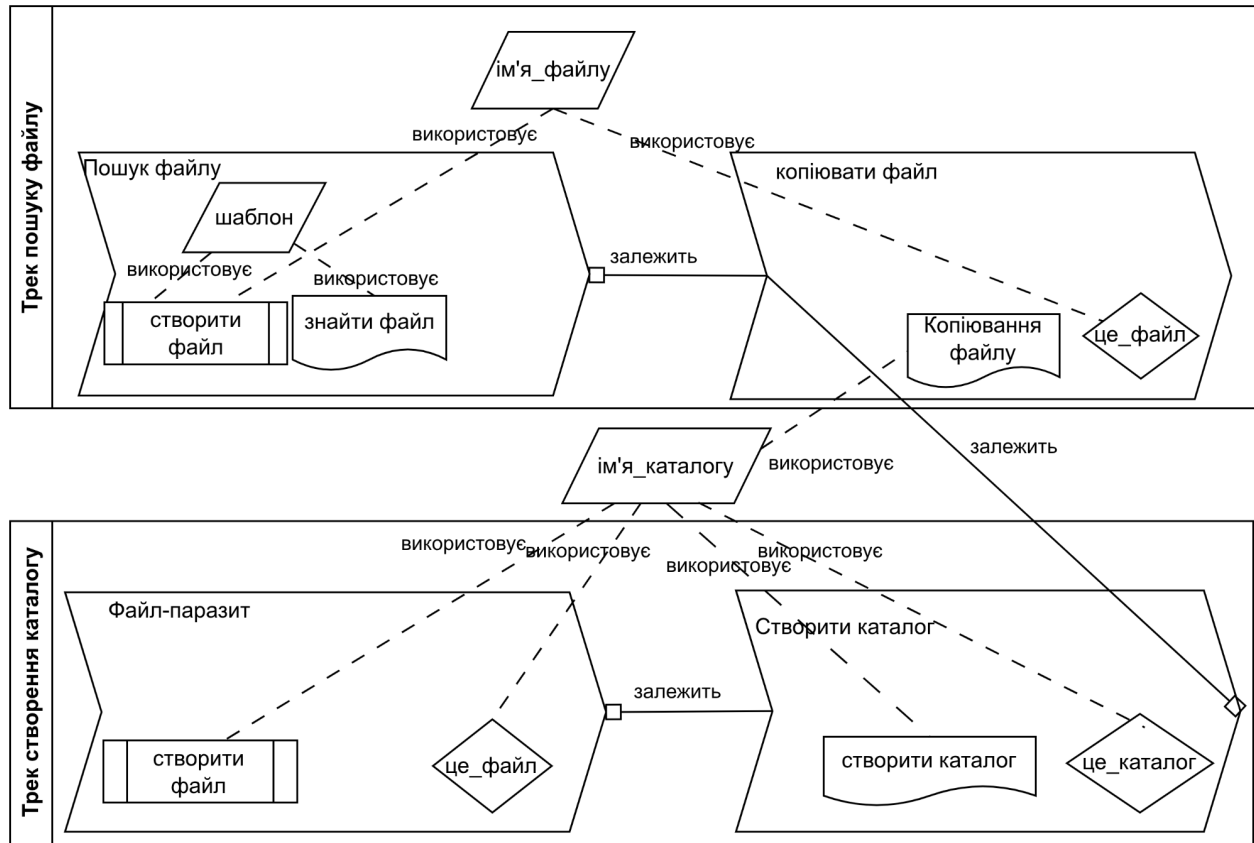 Трек пошуку файлу
ім'я_файлу
використовує
використовує
Пошук файлу
копіювати файл
шаблон
використовує
використовує
залежить
створити
файл
знайти файл
Копіювання
файлу
це_файл
ім'я_каталогу
використовує
залежить
Трек створення каталогу
використовує
використовує
використовує
використовує
Файл-паразит
Створити каталог
залежить
створити
файл
це_файл
створити каталог
це_каталог